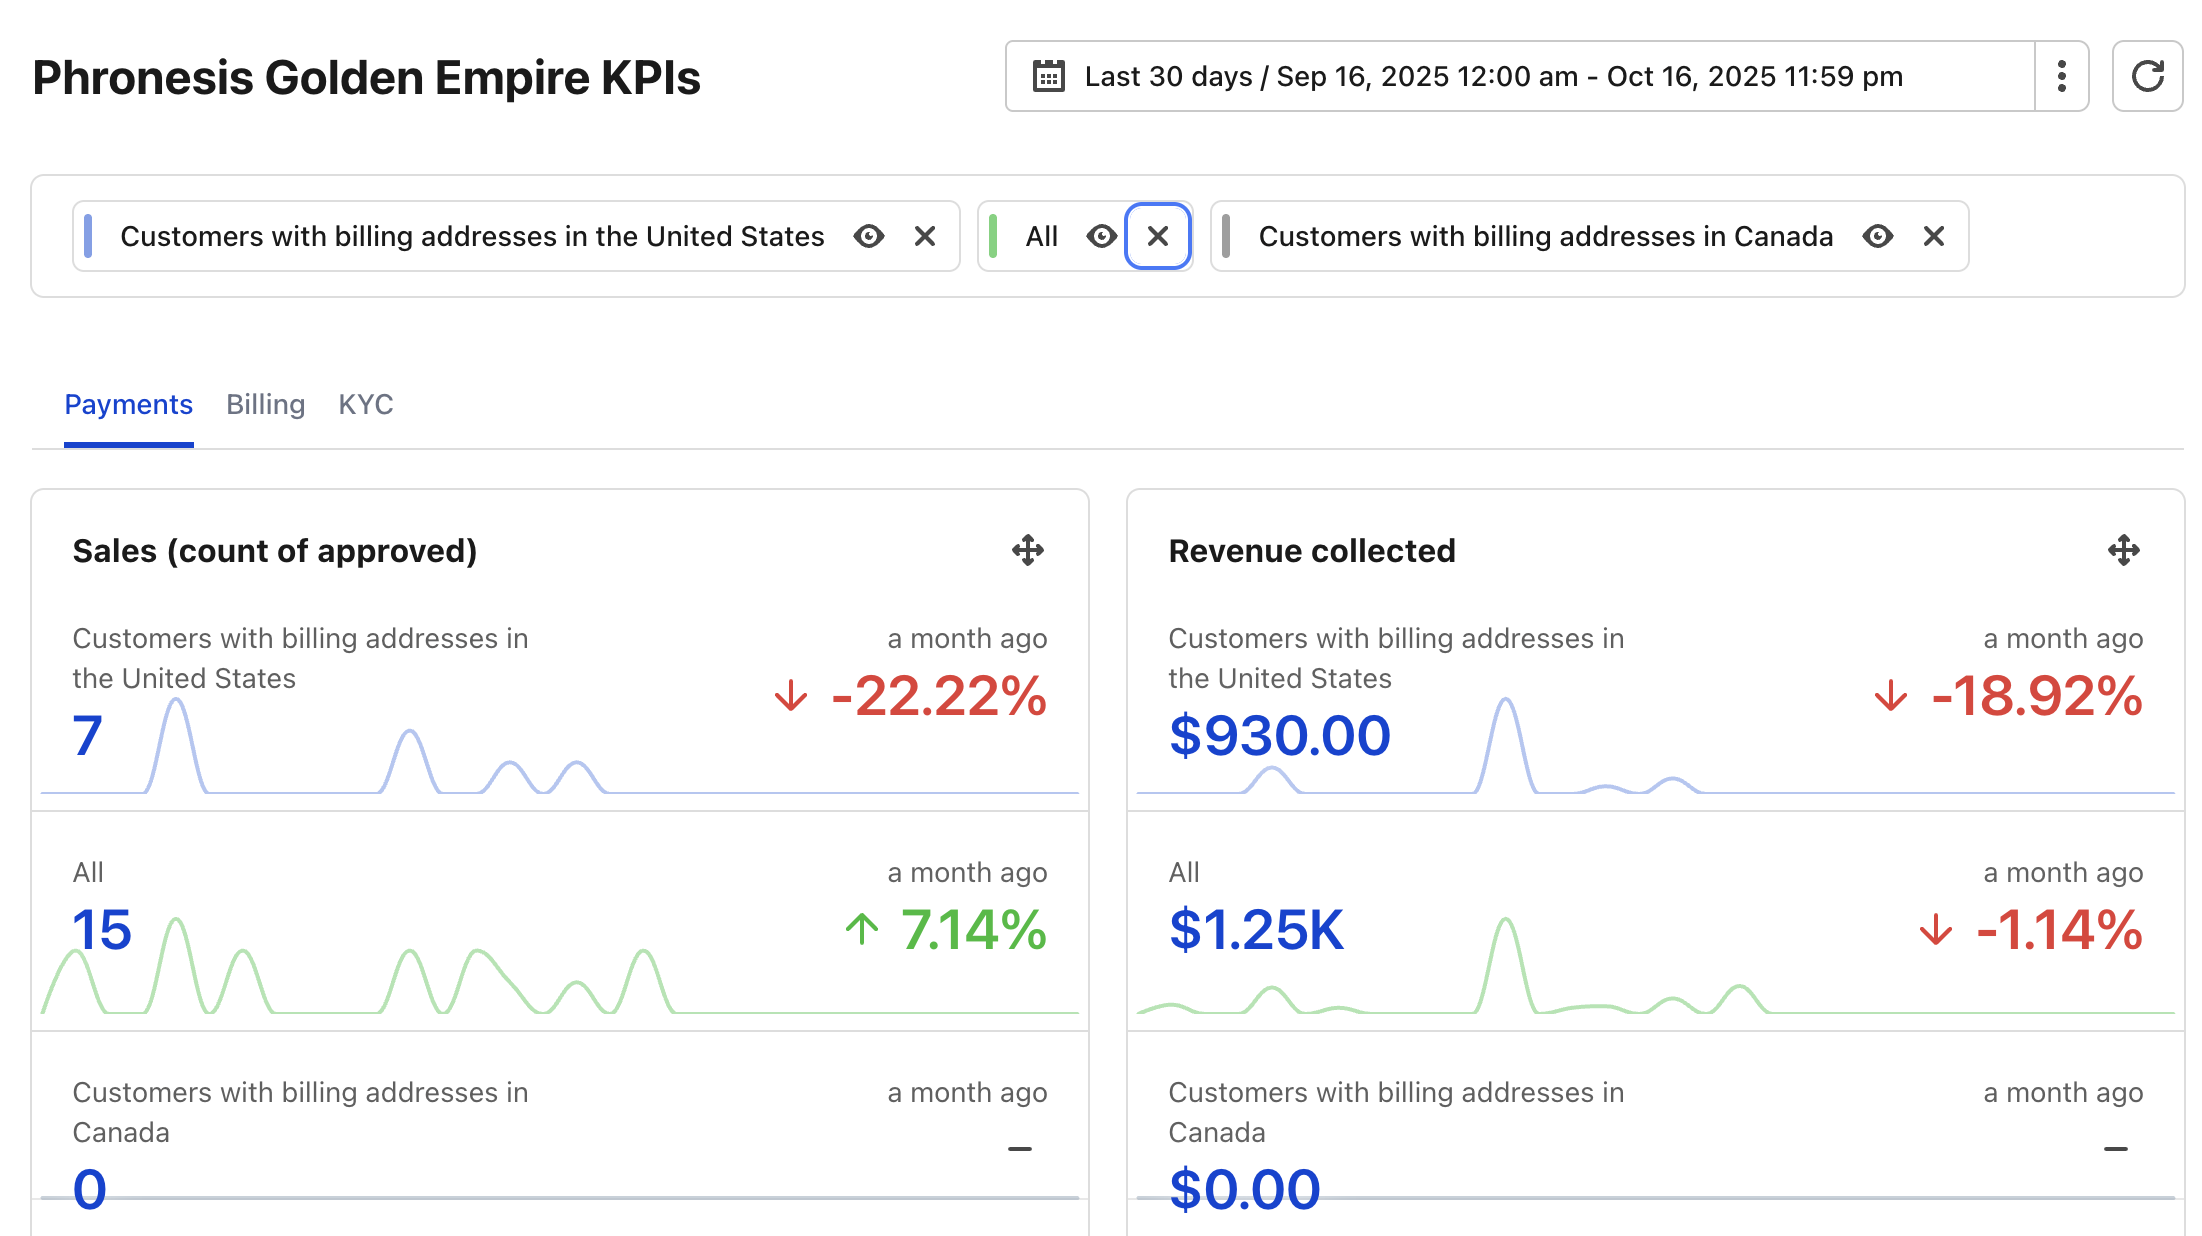 Phronesis Golden Empire KPIs
Last 30 days / Sep 16, 2025 12:00 am - Oct 16, 2025 11:59 pm
Customers with billing addresses in the United States
All
Customers with billing addresses in Canada
Payments
Billing
KYC
Sales (count of approved)
Customers with billing addresses in
the United States
7
a month ago
-22.22%
All
15
a month ago
7.14%
Customers with billing addresses in
Canada
0
a month ago
–
Revenue collected
Customers with billing addresses in
the United States
$930.00
a month ago
-18.92%
All
$1.25K
a month ago
-1.14%
Customers with billing addresses in
Canada
$0.00
a month ago
–